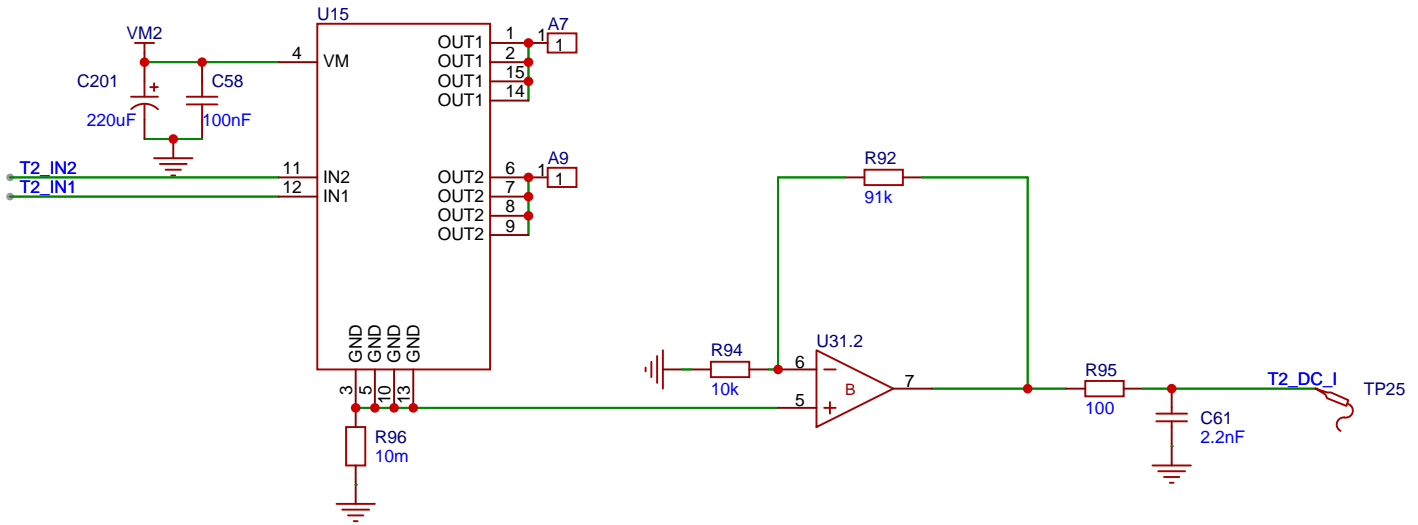 U15
VM2
C201
+
220uF
C58
100nF
4
VM
T2_IN2
11
IN2
T2_IN1
12
IN1
OUT1
1
OUT1
2
OUT1
15
OUT1
14
A7
1
1
OUT2
6
OUT2
7
OUT2
8
OUT2
9
A9
1
1
GND
GND
GND
GND
3
5
10
13
R96
10m
R92
91k
R94
10k
U31.2
6
5
B
7
R95
100
T2_DC_I
TP25
C61
2.2nF